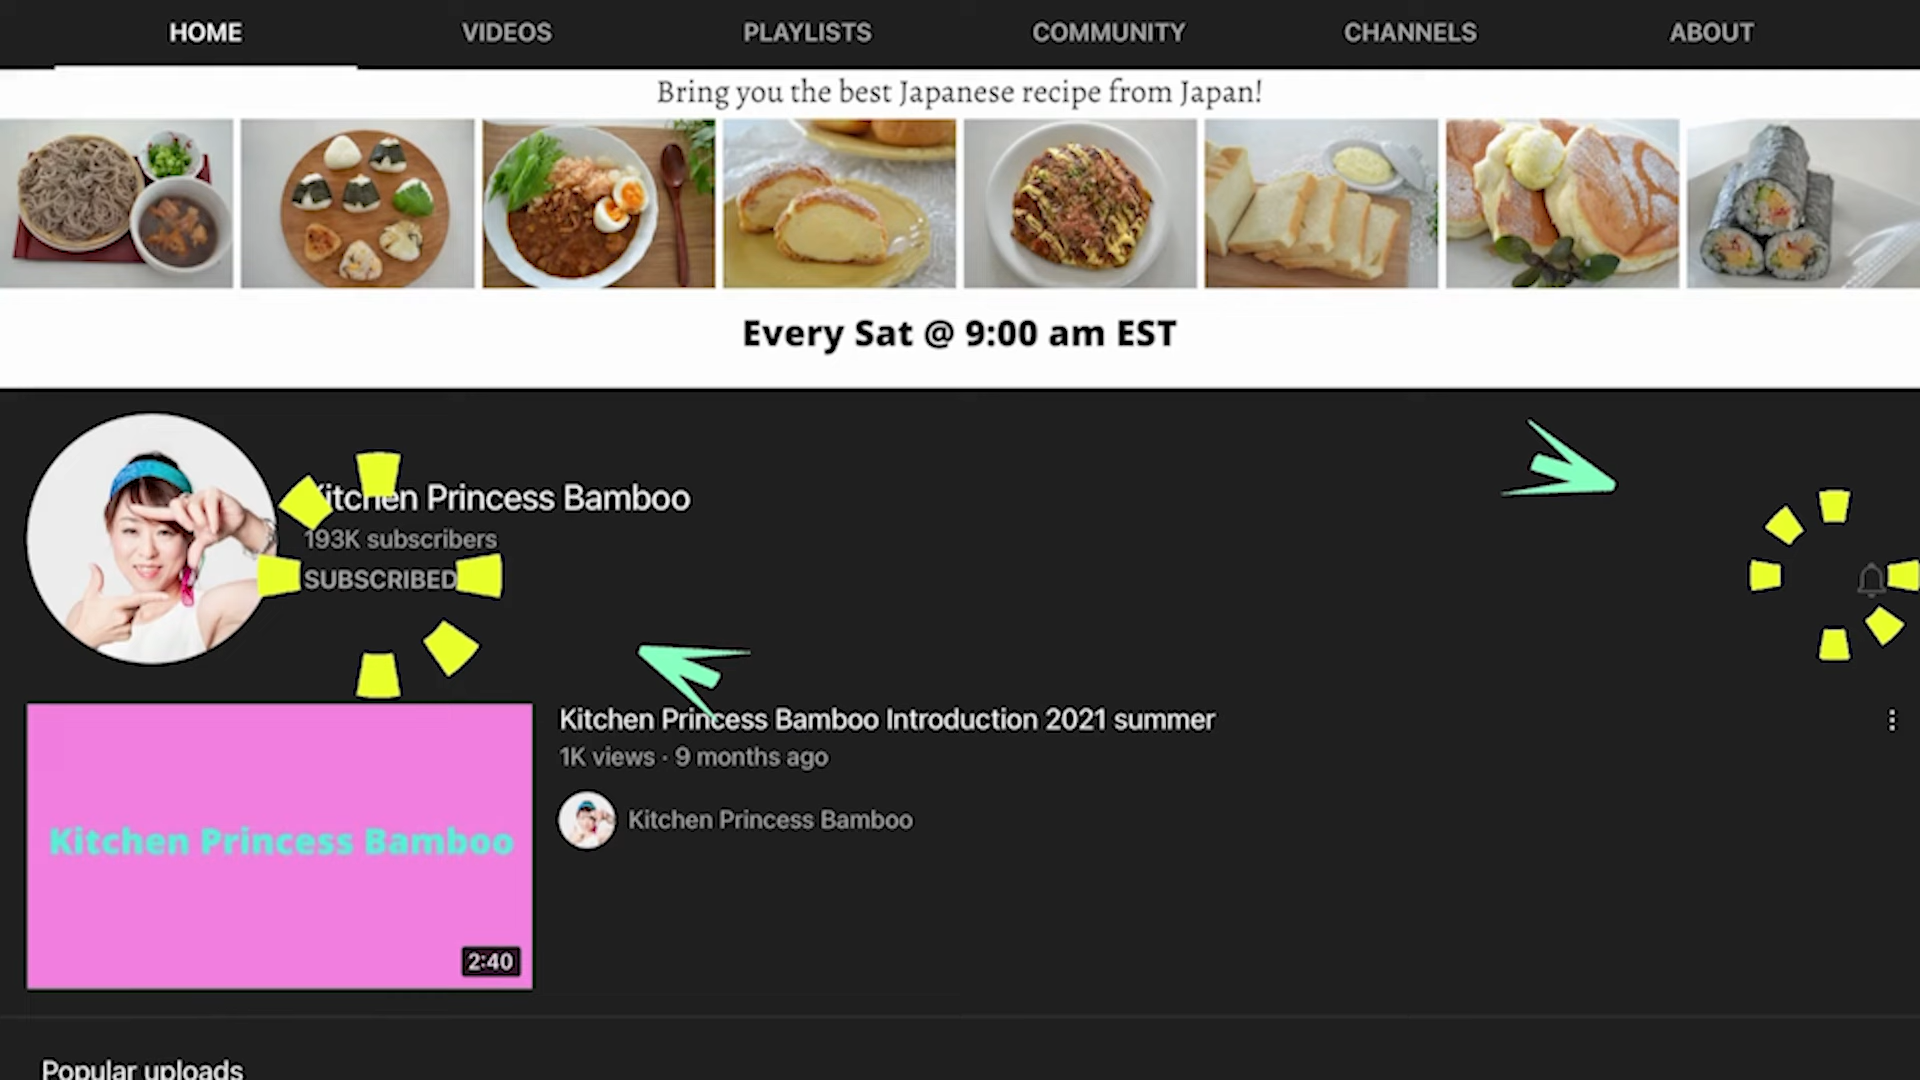 HOME VIDEOS PLAYLISTS COMMUNITY CHANNELS ABOUT
Bring you the best Japanese recipe from Japan!
Every Sat @ 9:00 am EST
Kitchen Princess Bamboo
193K subscribers
SUBSCRIBED
Kitchen Princess Bamboo
2:40
Kitchen Princess Bamboo Introduction 2021 summer
1K views · 9 months ago
Kitchen Princess Bamboo
Popular uploads